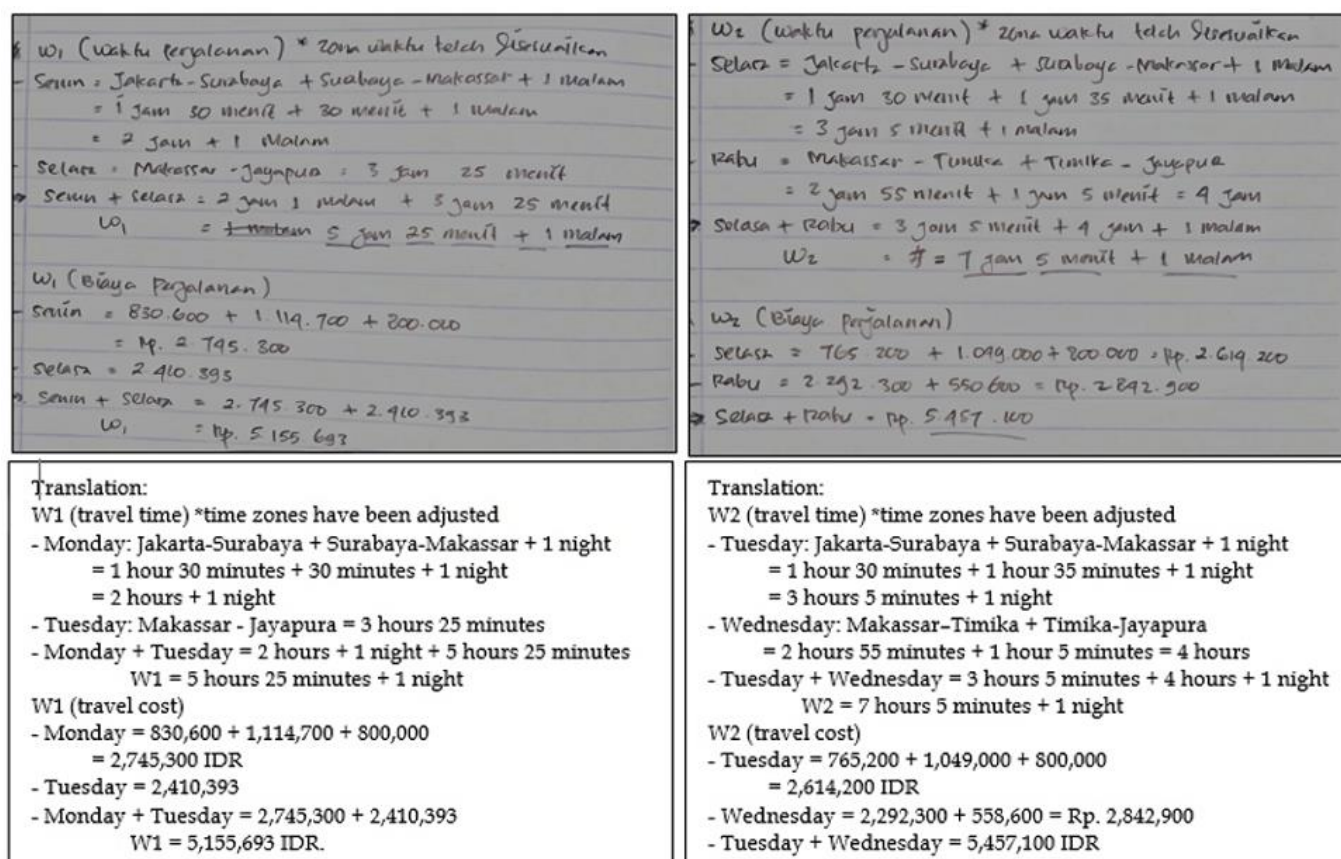 W₁ (waktu perjalanan) * zona waktu telah disesuaikan
- Senin = Jakarta - Surabaya + Surabaya - Makassar + 1 malam
= 1 jam 30 menit + 30 menit + 1 malam
= 2 jam + 1 Malam
- Selasa = Makassar - Jayapura = 3 jam 25 menit
Senin + Selasa = 2 jam 1 malam + 3 jam 25 menit
W₁ = 5 jam 25 menit + 1 malam
W₁ (Biaya perjalanan)
- Senin = 830.600 + 1.114.700 + 800.000
= Rp. 2.745.300
- Selasa = 2.410.393
Senin + Selasa = 2.745.300 + 2.410.393
W₁ = Rp. 5.155.693
W₂ (waktu perjalanan) * zona waktu telah disesuaikan
- Selasa = Jakarta - Surabaya + Surabaya - Makassar + 1 Malam
= 1 jam 30 menit + 1 jam 35 menit + 1 malam
= 3 jam 5 menit + 1 malam
- Rabu = Makassar - Timika + Timika - Jayapura
= 2 jam 55 menit + 1 jam 5 menit = 4 jam
Selasa + Rabu = 3 jam 5 menit + 4 jam + 1 malam
W₂ = 7 jam 5 menit + 1 malam
W₂ (Biaya perjalanan)
- Selasa = 765.200 + 1.049.000 + 800.000 = Rp. 2.614.200
- Rabu = 2.292.300 + 550.600 = Rp. 2.842.900
Selasa + Rabu = Rp. 5.457.100
Translation:
W1 (travel time) *time zones have been adjusted
- Monday: Jakarta-Surabaya + Surabaya-Makassar + 1 night
= 1 hour 30 minutes + 30 minutes + 1 night
= 2 hours + 1 night
- Tuesday: Makassar - Jayapura = 3 hours 25 minutes
- Monday + Tuesday = 2 hours + 1 night + 5 hours 25 minutes
W1 = 5 hours 25 minutes + 1 night
W1 (travel cost)
- Monday = 830,600 + 1,114,700 + 800,000
= 2,745,300 IDR
- Tuesday = 2,410,393
- Monday + Tuesday = 2,745,300 + 2,410,393
W1 = 5,155,693 IDR.
Translation:
W2 (travel time) *time zones have been adjusted
- Tuesday: Jakarta-Surabaya + Surabaya-Makassar + 1 night
= 1 hour 30 minutes + 1 hour 35 minutes + 1 night
= 3 hours 5 minutes + 1 night
- Wednesday: Makassar–Timika + Timika-Jayapura
= 2 hours 55 minutes + 1 hour 5 minutes = 4 hours
- Tuesday + Wednesday = 3 hours 5 minutes + 4 hours + 1 night
W2 = 7 hours 5 minutes + 1 night
W2 (travel cost)
- Tuesday = 765,200 + 1,049,000 + 800,000
= 2,614,200 IDR
- Wednesday = 2,292,300 + 558,600 = Rp. 2,842,900
- Tuesday + Wednesday = 5,457,100 IDR